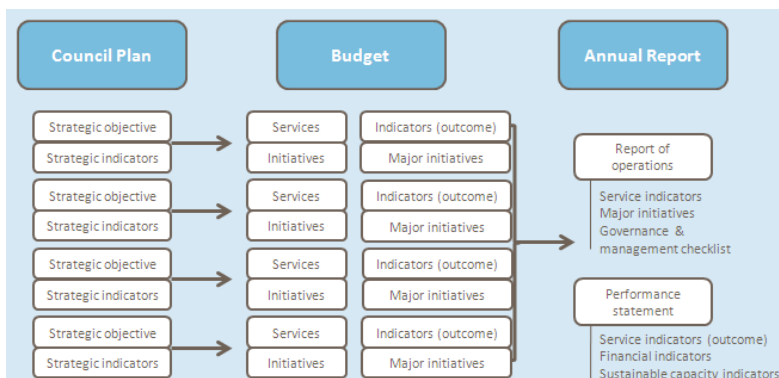 Council Plan
Budget
Annual Report
Strategic objective
Strategic indicators
Services
Initiatives
Indicators (outcome)
Major initiatives
Strategic objective
Strategic indicators
Services
Initiatives
Indicators (outcome)
Major initiatives
Strategic objective
Strategic indicators
Services
Initiatives
Indicators (outcome)
Major initiatives
Strategic objective
Strategic indicators
Services
Initiatives
Indicators (outcome)
Major initiatives
Report of
operations
Service indicators
Major initiatives
Governance &
management checklist
Performance
statement
Service indicators (outcome)
Financial indicators
Sustainable capacity indicators